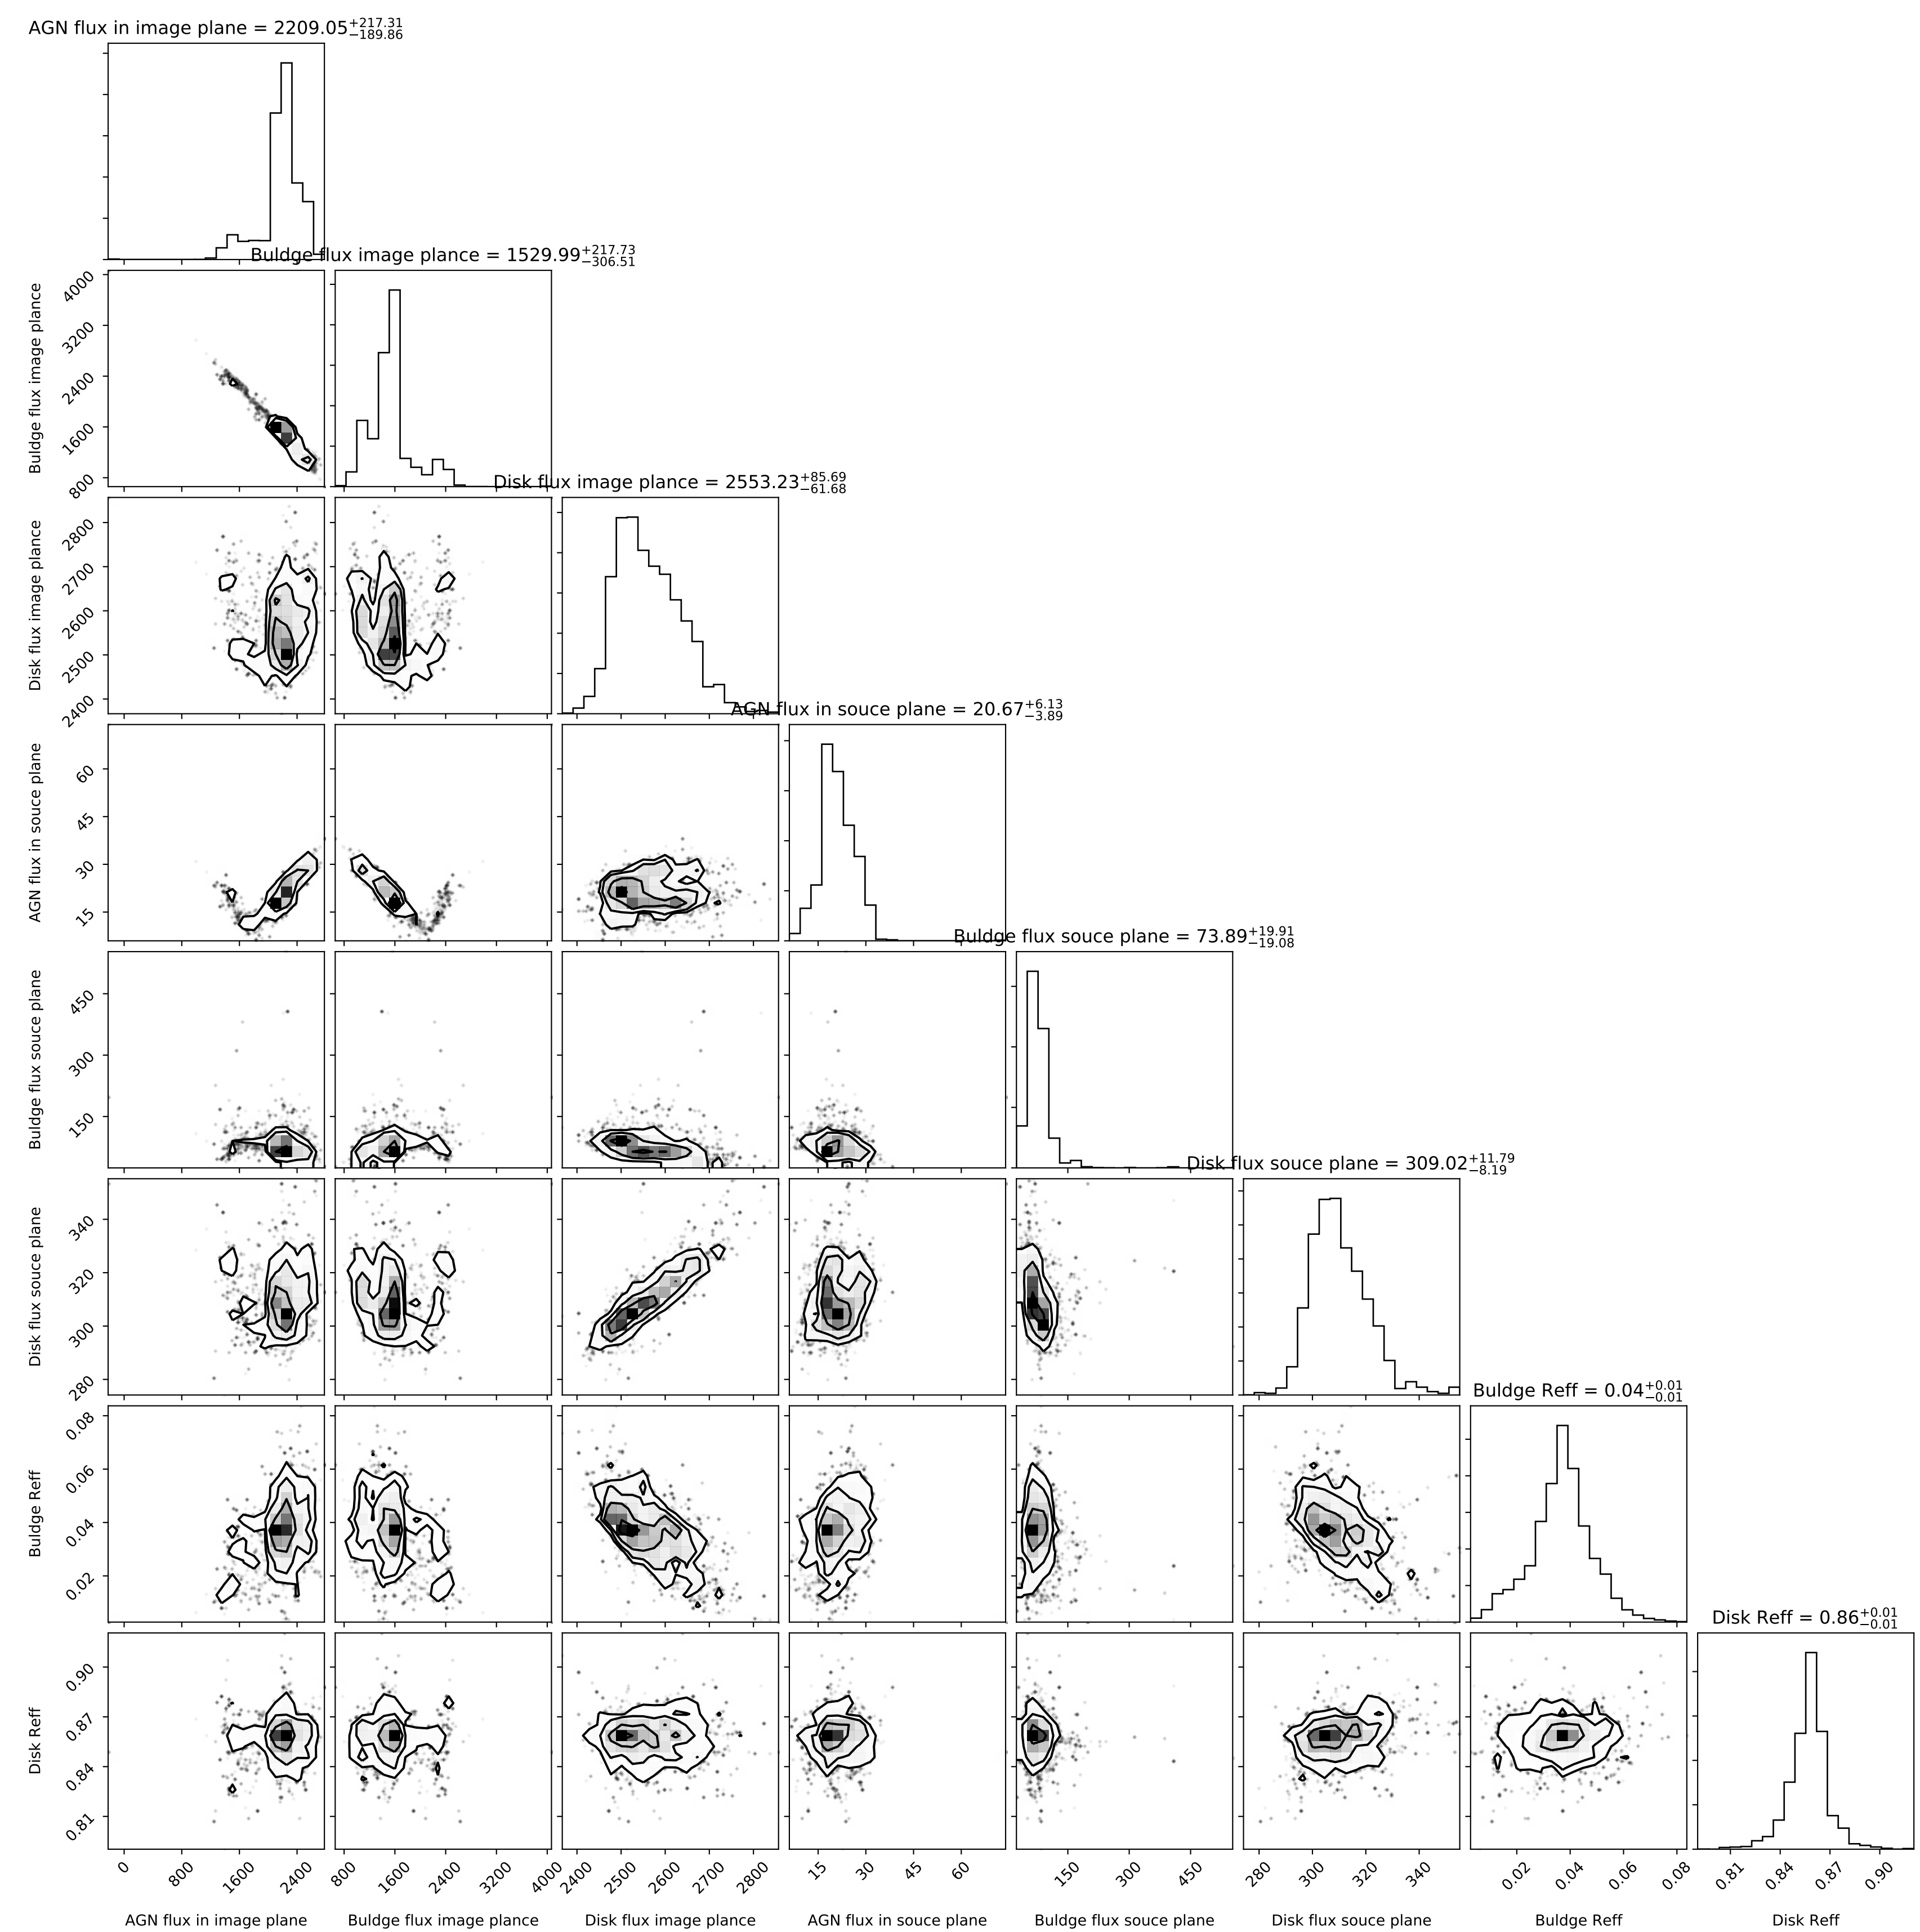 AGN flux in image plane = 2209.05+217.31−189.86
Buldge flux image plance = 1529.99+217.73−306.51
Buldge flux image plance
4000
3200
2400
1600
800
Disk flux image plance = 2553.23+85.69−61.68
Disk flux image plance
2800
2700
2600
2500
2400
AGN flux in souce plane = 20.67+6.13−3.89
AGN flux in souce plane
60
45
30
15
Buldge flux souce plane = 73.89+19.91−19.08
Buldge flux souce plane
450
300
150
Disk flux souce plane = 309.02+11.79−8.19
Disk flux souce plane
340
320
300
280
Buldge Reff = 0.04+0.01−0.01
Buldge Reff
0.08
0.06
0.04
0.02
Disk Reff = 0.86+0.01−0.01
Disk Reff
0.90
0.87
0.84
0.81
0 800 1600 2400 800 1600 2400 3200 4000 2400 2500 2600 2700 2800 15 30 45 60 150 300 450 280 300 320 340 0.02 0.04 0.06 0.08 0.81 0.84 0.87 0.90
AGN flux in image plane Buldge flux image plance Disk flux image plance AGN flux in souce plane Buldge flux souce plane Disk flux souce plane Buldge Reff Disk Reff